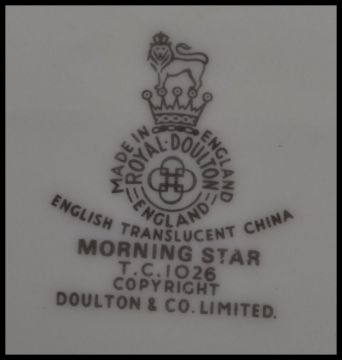 MADE IN ENGLAND
ROYAL · DOULTON
ENGLAND
ENGLISH TRANSLUCENT CHINA
MORNING STAR
T.C.1026
COPYRIGHT
DOULTON & CO. LIMITED.